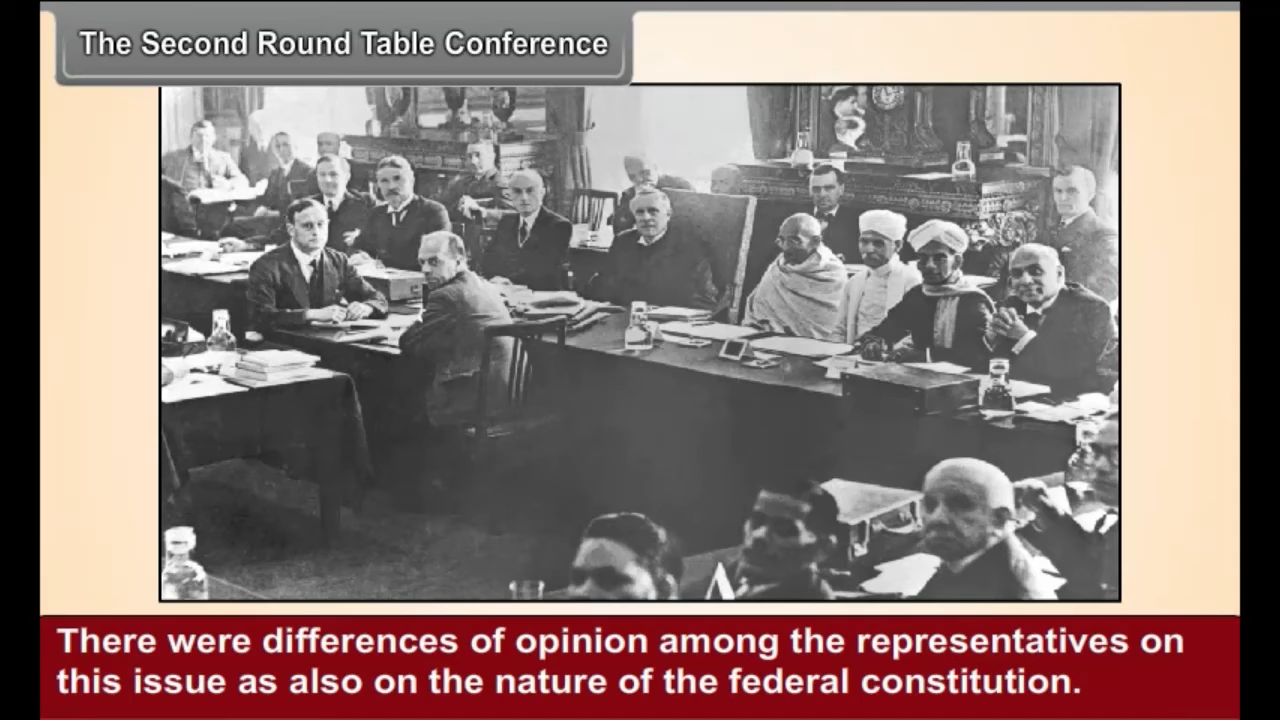 The Second Round Table Conference
There were differences of opinion among the representatives on
this issue as also on the nature of the federal constitution.